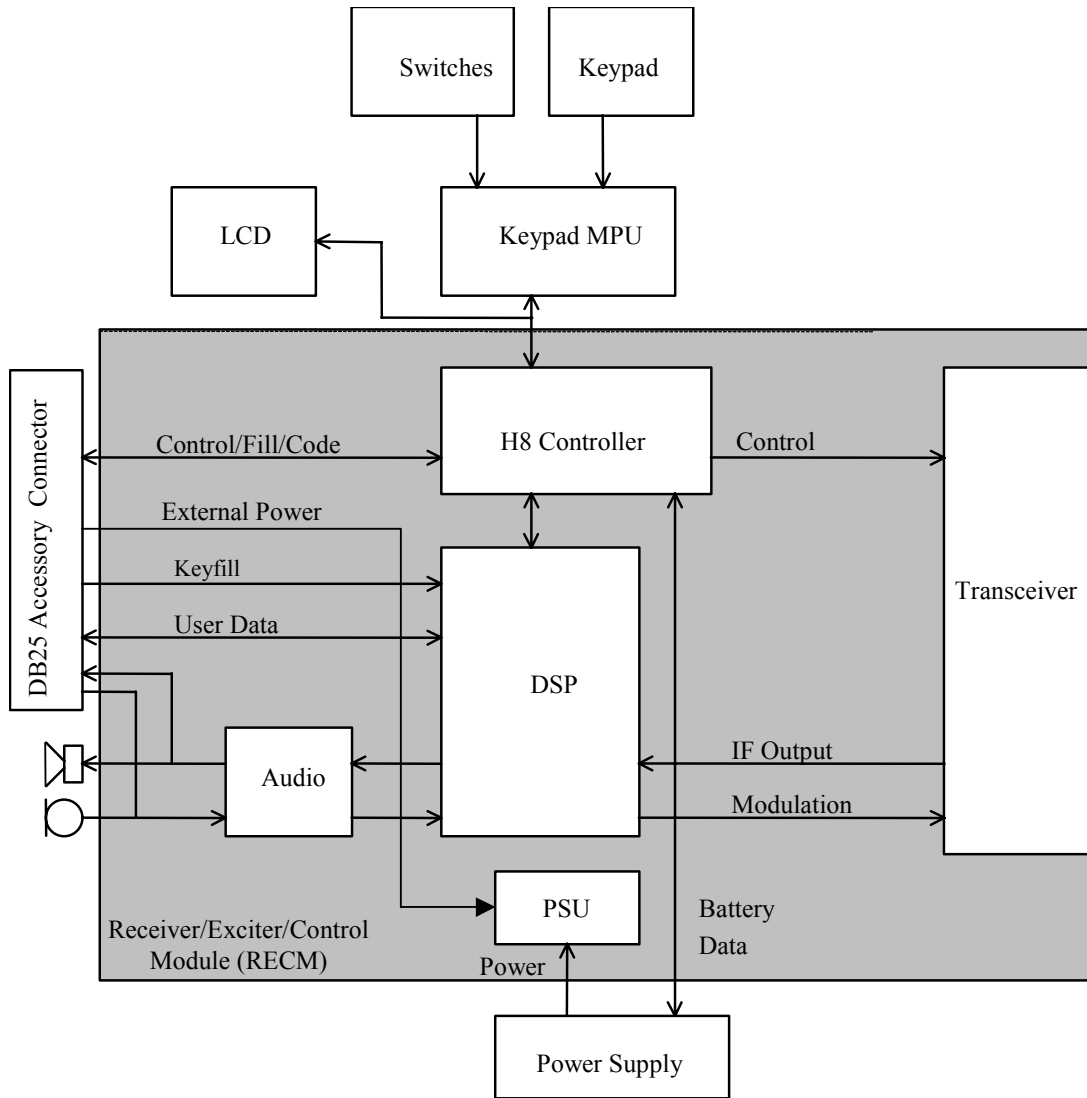 Switches
Keypad
LCD
Keypad MPU
DB25 Accessory Connector
Control/Fill/Code
H8 Controller
Control
External Power
Keyfill
User Data
DSP
Transceiver
Audio
IF Output
Modulation
PSU
Battery
Data
Receiver/Exciter/Control
Module (RECM)
Power
Power Supply